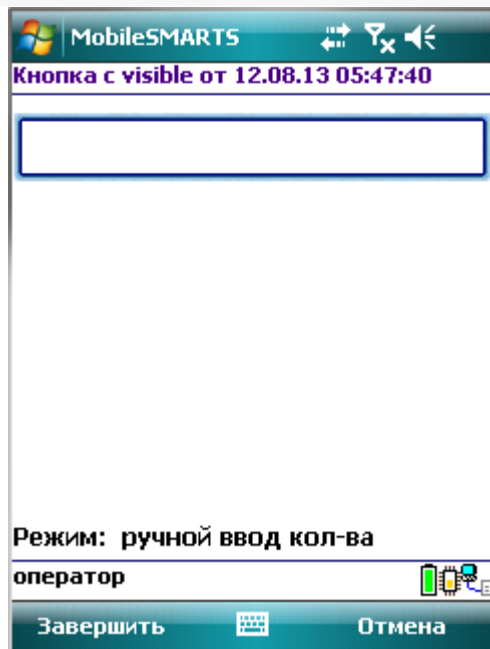 MobileSMARTS
Кнопка с visible от 12.08.13 05:47:40
Режим: ручной ввод кол-ва
оператор
Завершить Отмена